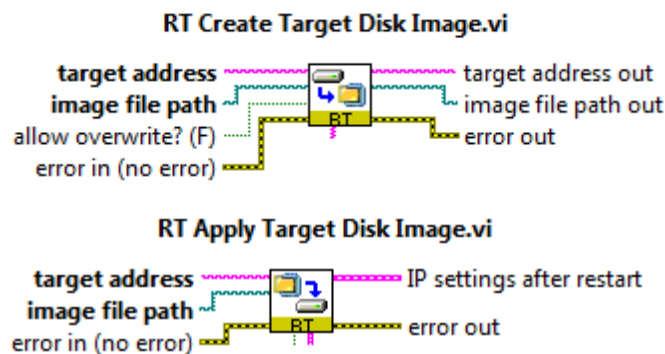 RT Create Target Disk Image.vi
target address
target address out
image file path
image file path out
allow overwrite? (F)
error out
error in (no error)
RT
RT Apply Target Disk Image.vi
target address
IP settings after restart
image file path
error in (no error)
error out
RT